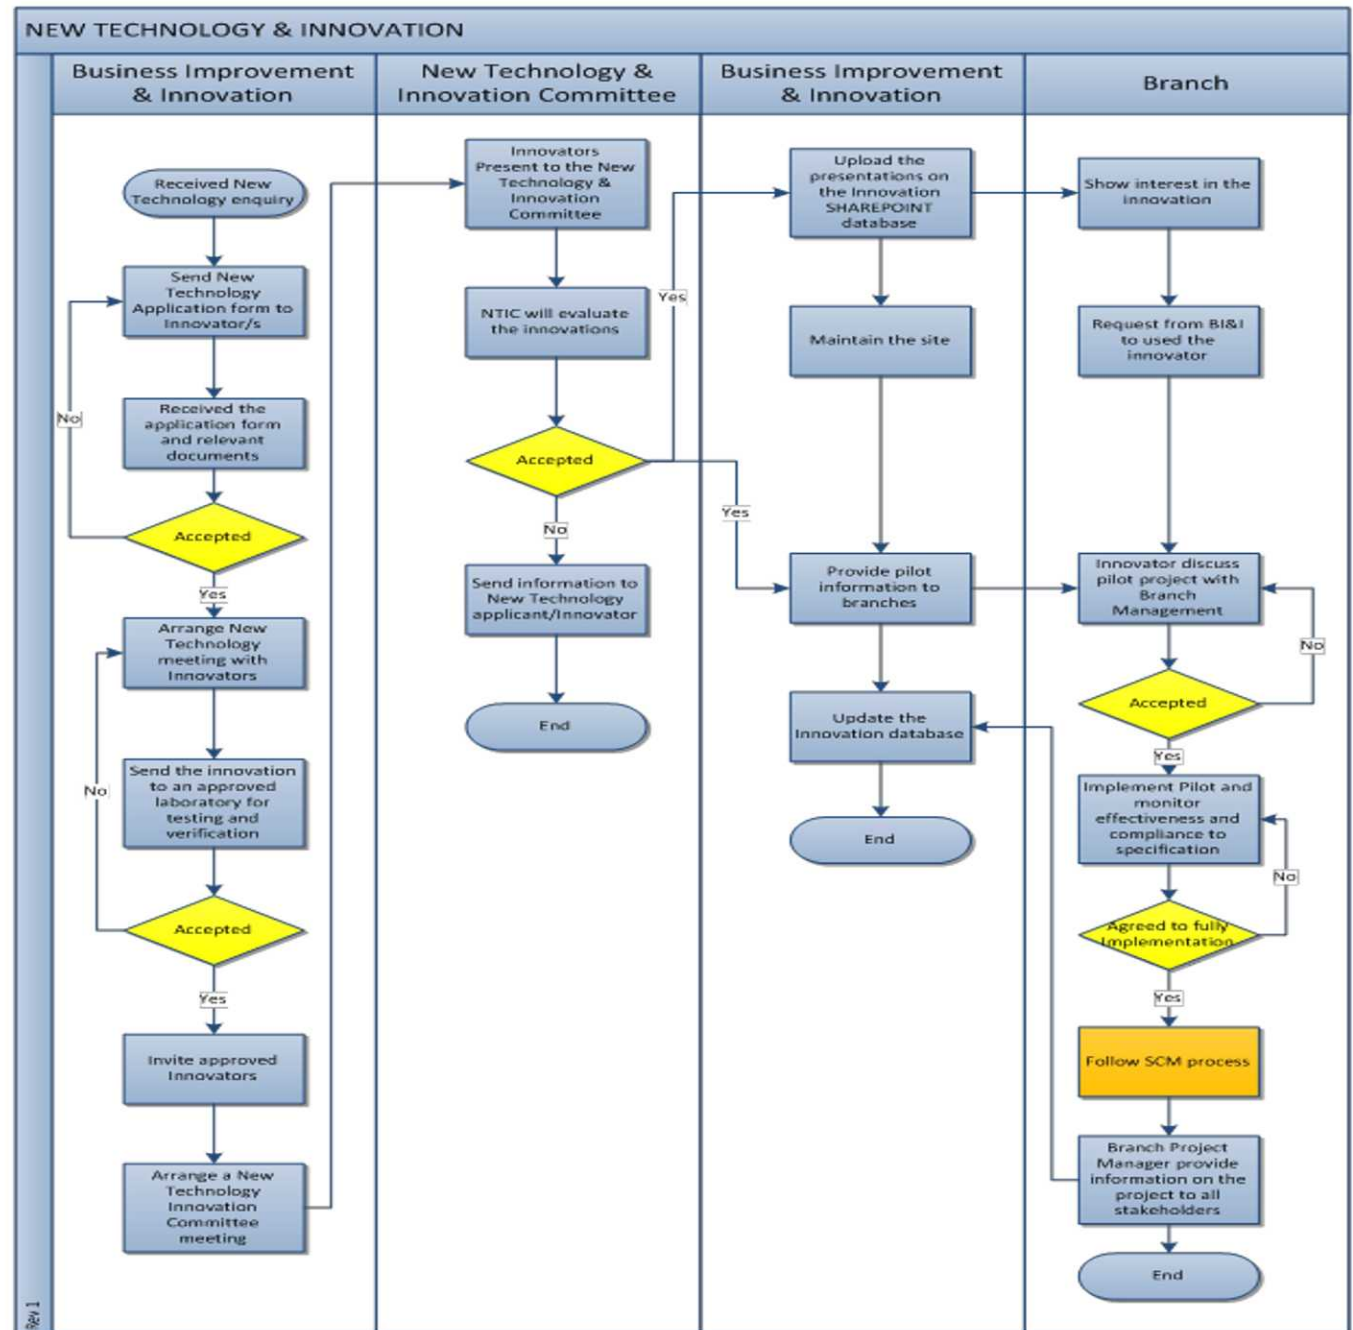 NEW TECHNOLOGY & INNOVATION
Business Improvement
& Innovation
New Technology &
Innovation Committee
Business Improvement
& Innovation
Branch
Received New
Technology enquiry
Send New
Technology
Application form to
Innovator/s
No
Received the
application form
and relevant
documents
Accepted
Yes
Arrange New
Technology
meeting with
Innovators
No
Send the innovation
to an approved
laboratory for
testing and
verification
Accepted
Yes
Invite approved
Innovators
Arrange a New
Technology
Innovation
Committee
meeting
Innovators
Present to the New
Technology &
Innovation
Committee
NTIC will evaluate
the innovations
Yes
Accepted
Yes
No
Send information to
New Technology
applicant/Innovator
End
Upload the
presentations on
the Innovation
SHAREPOINT
database
Maintain the site
Provide pilot
information to
branches
Update the
Innovation database
End
Show interest in the
innovation
Request from BI&I
to used the
innovator
Innovator discuss
pilot project with
Branch
Management
No
Accepted
Yes
Implement Pilot and
monitor
effectiveness and
compliance to
specification
No
Agreed to fully
Implementation
Yes
Follow SCM process
Branch Project
Manager provide
information on the
project to all
stakeholders
End
Rev 1